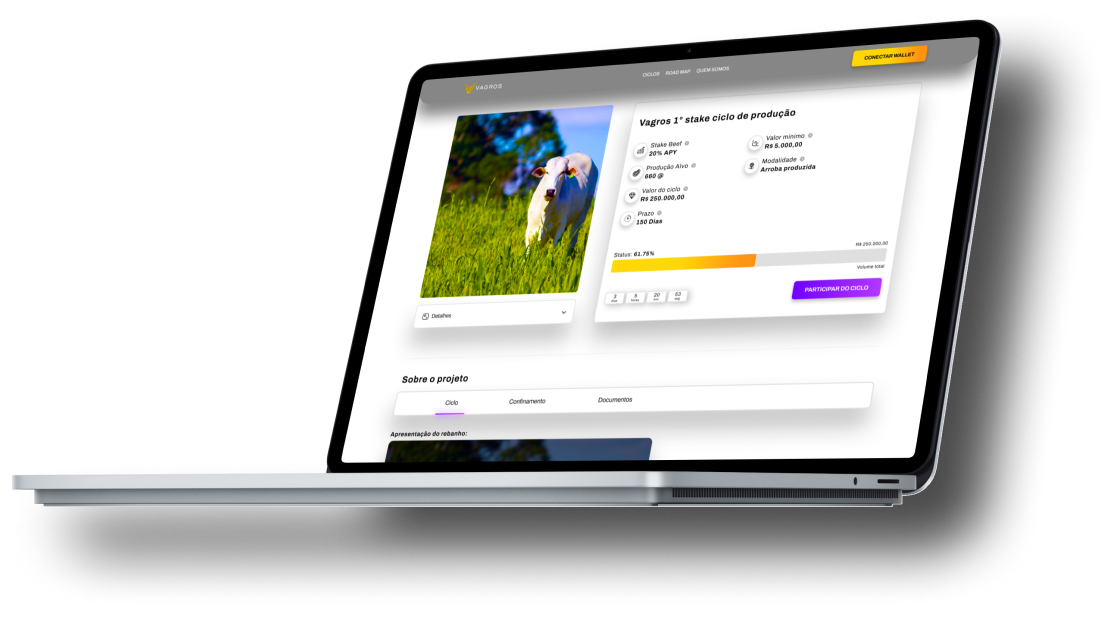 VAGROS
CICLOS ROAD MAP QUEM SOMOS
CONECTAR WALLET
Vagros 1° stake ciclo de produção
Stake Beef
20% APY
Valor mínimo
R$ 5.000,00
Produção Alvo
660 @
Modalidade
Arroba produzida
Valor do ciclo
R$ 250.000,00
Prazo
150 Dias
Status: 61.75%
R$ 250.000,00
Volume total
3 dias
5 horas
20 min
53 seg
PARTICIPAR DO CICLO
Detalhes
Sobre o projeto
Ciclo Confinamento Documentos
Apresentação do rebanho: